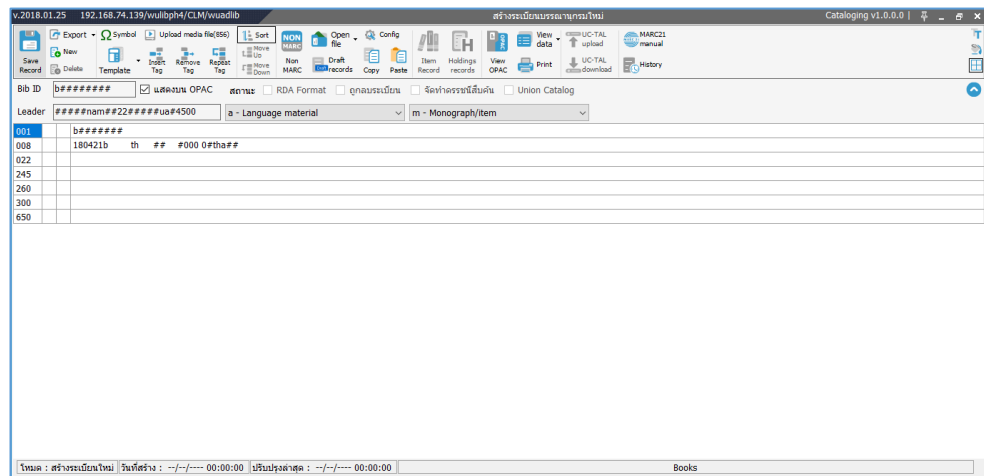 v.2018.01.25 192.168.74.139/wulibph4/CLM/wuadlib สร้างระเบียนบรรณานุกรมใหม่ Cataloging v1.0.0.0 |
Export Symbol Upload media file(856) Sort NON MARC Open file Config View data UC-TAL upload MARC21 manual
Save Record New Delete Template Insert Tag Remove Tag Repeat Tag Move Up Move Down Non MARC Draft records Copy Paste Item Record Holdings records View OPAC Print UC-TAL download History
Bib ID b######## แสดงบน OPAC สถานะ RDA Format ถูกลบระเบียน จัดทำดรรชนีสืบค้น Union Catalog
Leader #####nam##22#####ua#4500 a - Language material m - Monograph/item
001 b#######
008 180421b th ## #000 0#tha##
022
245
260
300
650
โหมด : สร้างระเบียนใหม่ วันที่สร้าง : --/--/---- 00:00:00 ปรับปรุงล่าสุด : --/--/---- 00:00:00 Books